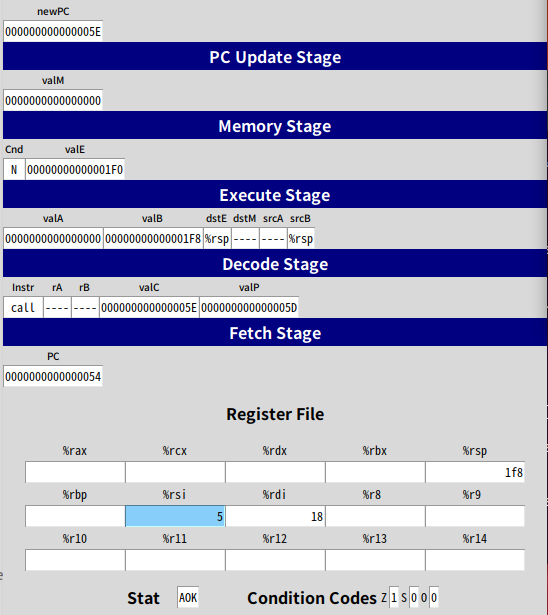 newPC
000000000000005E
PC Update Stage
valM
0000000000000000
Memory Stage
Cnd valE
N 00000000000001F0
Execute Stage
valA valB dstE dstM srcA srcB
0000000000000000 00000000000001F8 %rsp ---- ---- %rsp
Decode Stage
Instr rA rB valC valP
call ---- ---- 000000000000005E 000000000000005D
Fetch Stage
PC
0000000000000054
Register File
%rax %rcx %rdx %rbx %rsp
1f8
%rbp %rsi %rdi %r8 %r9
5 18
%r10 %r11 %r12 %r13 %r14
e
Stat AOK Condition Codes Z 1 S 0 0 0